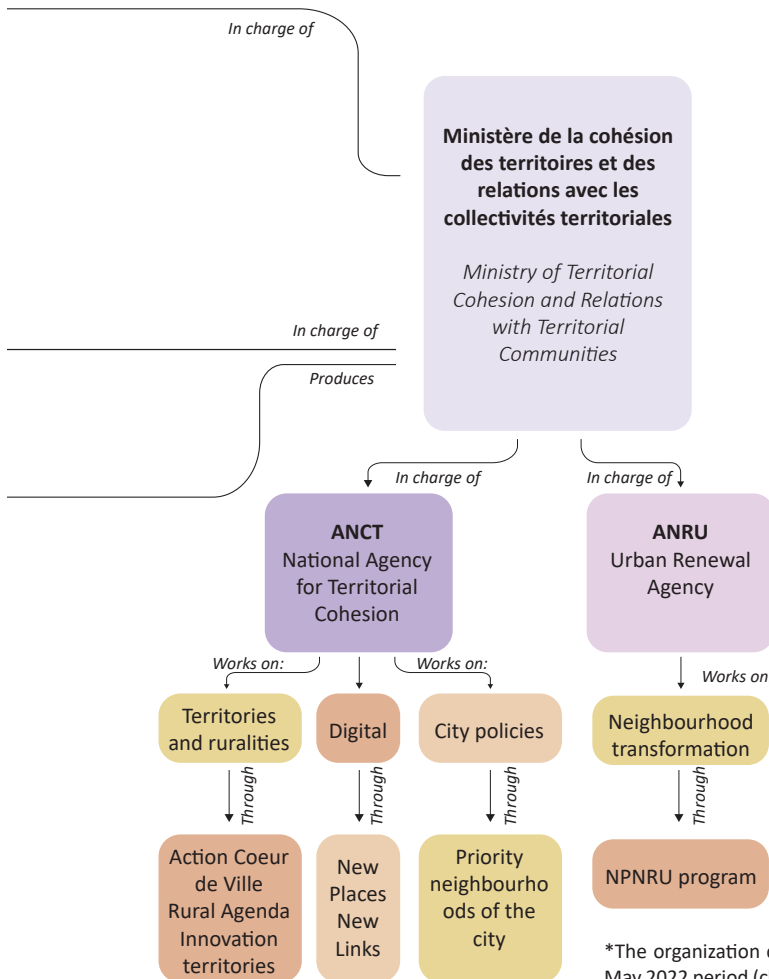 In charge of
Ministère de la cohésion
des territoires et des
relations avec les
collectivités territoriales
Ministry of Territorial
Cohesion and Relations
with Territorial
Communities
In charge of
Produces
In charge of
In charge of
ANCT
National Agency
for Territorial
Cohesion
ANRU
Urban Renewal
Agency
Works on:
Works on:
Works on
Territories
and ruralities
Digital
City policies
Neighbourhood
transformation
Through
Through
Through
Through
Action Coeur
de Ville
Rural Agenda
Innovation
territories
New
Places
New
Links
Priority
neighbourho
ods of the
city
NPNRU program
*The organization
May 2022 period